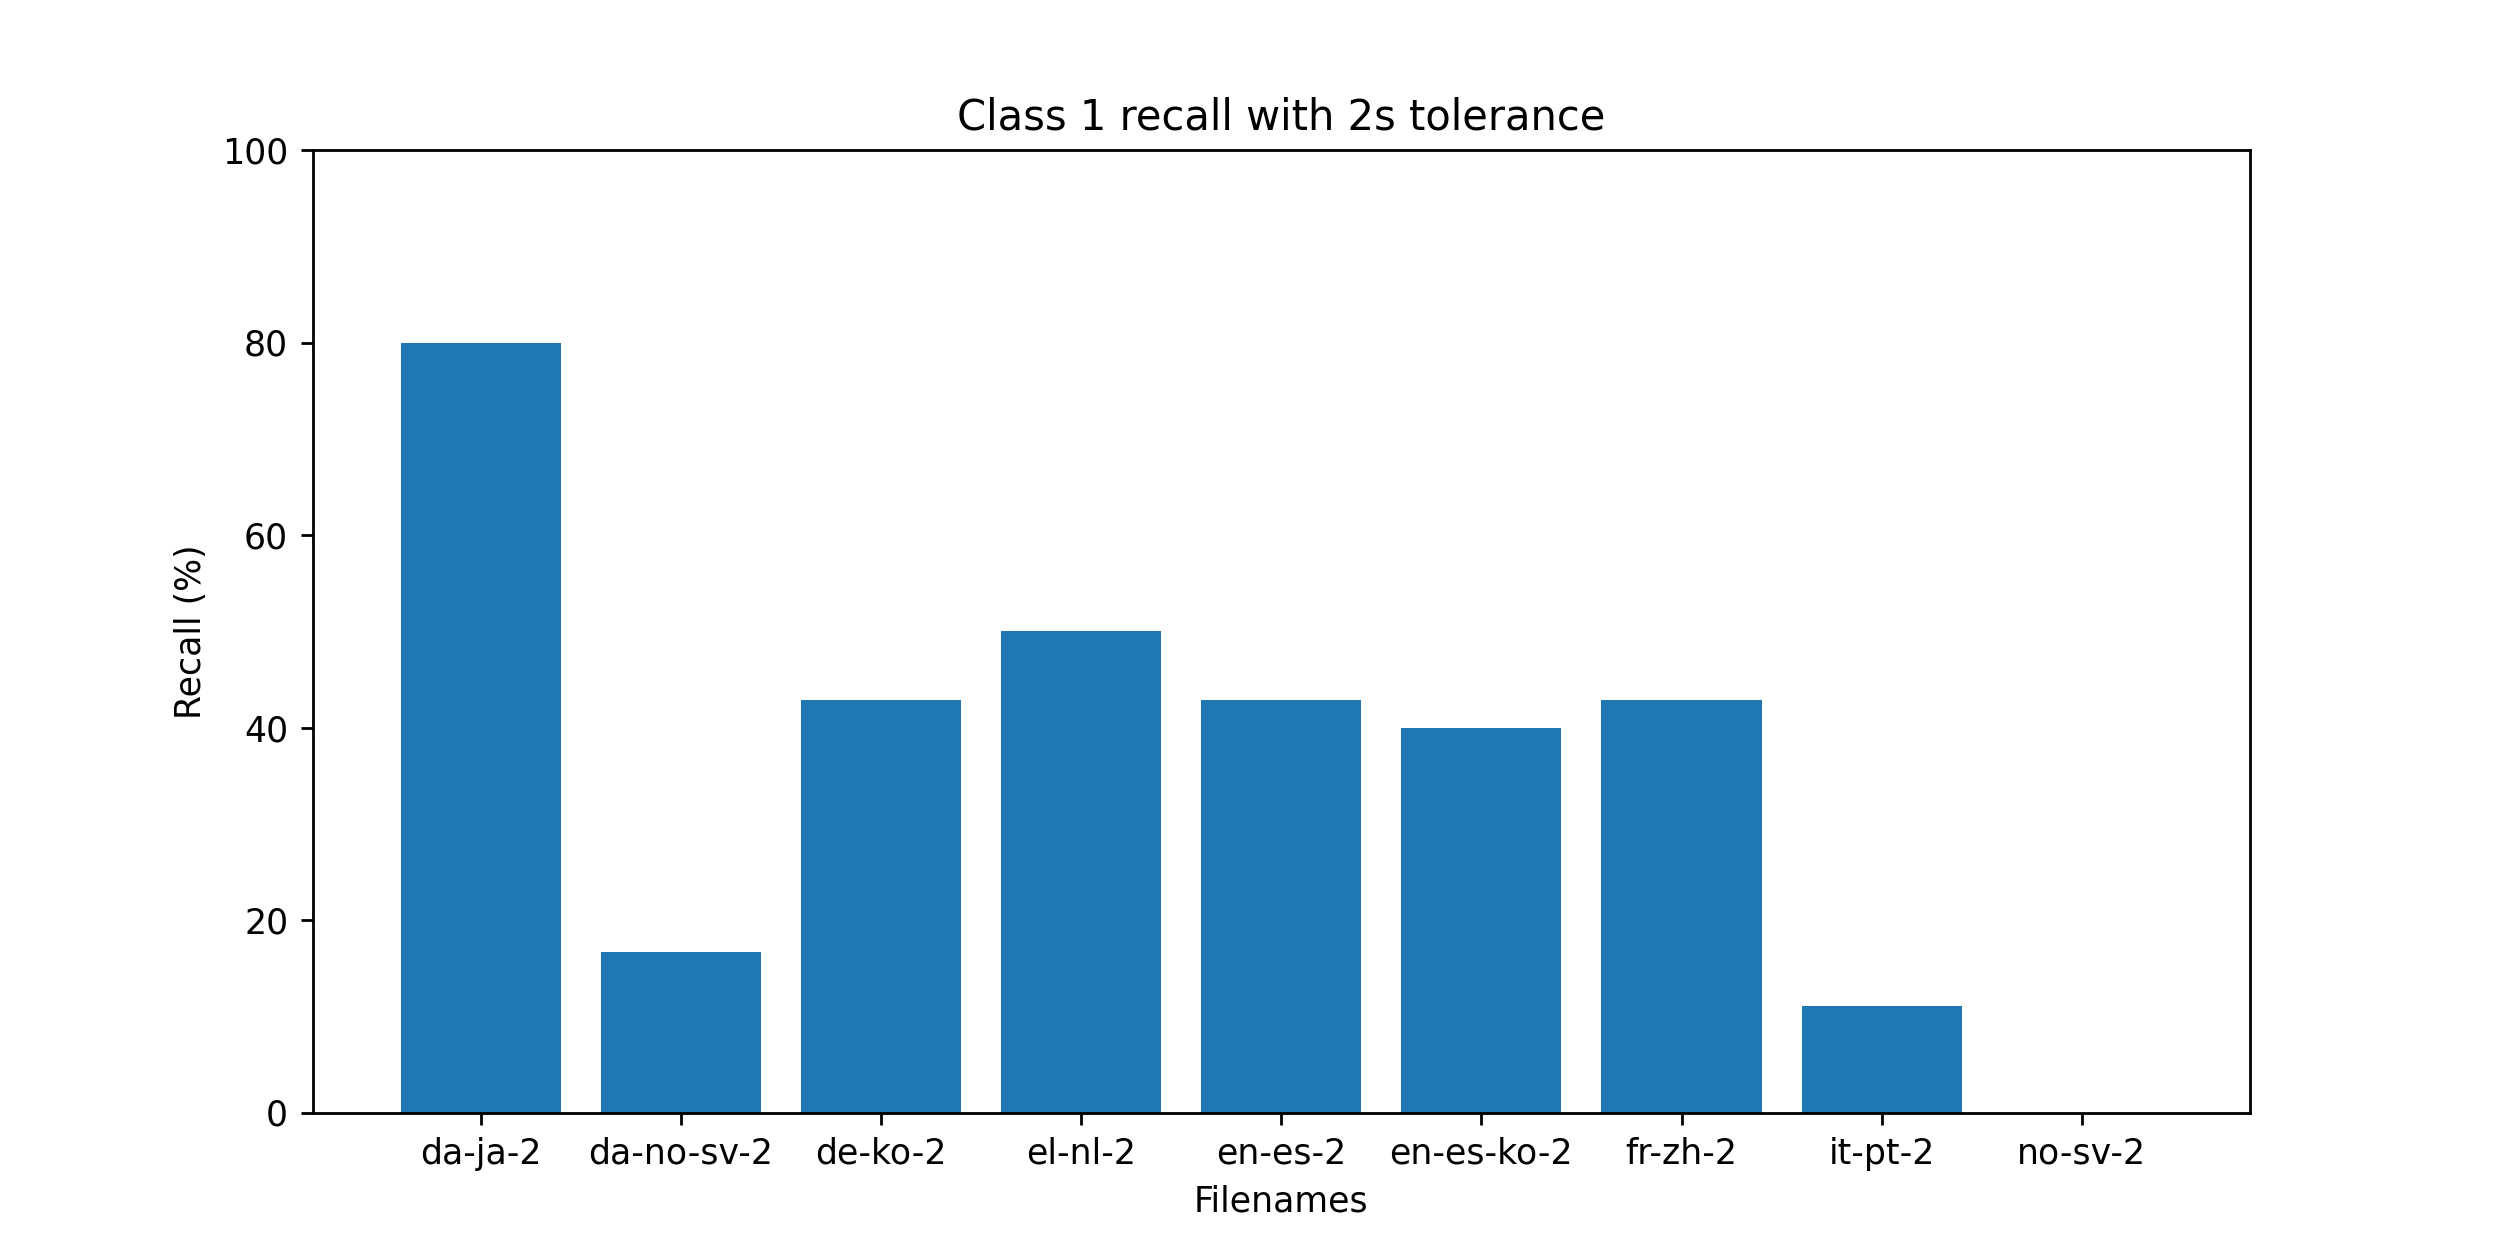 Class 1 recall with 2s tolerance
100
80
60
40
20
0
Recall (%)
da-ja-2 da-no-sv-2 de-ko-2 el-nl-2 en-es-2 en-es-ko-2 fr-zh-2 it-pt-2 no-sv-2
Filenames